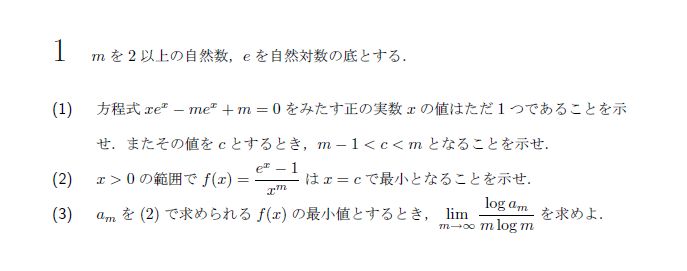 1 mを2以上の自然数，eを自然対数の底とする．
(1) 方程式 xe^x − me^x + m = 0 をみたす正の実数 x の値はただ1つであることを示
せ．またその値を c とするとき，m − 1 < c < m となることを示せ．
(2) x > 0 の範囲で f(x) = \frac{e^x − 1}{x^m} は x = c で最小となることを示せ．
(3) a_m を (2) で求められる f(x) の最小値とするとき，\lim_{m→∞} \frac{\log a_m}{m \log m} を求めよ．